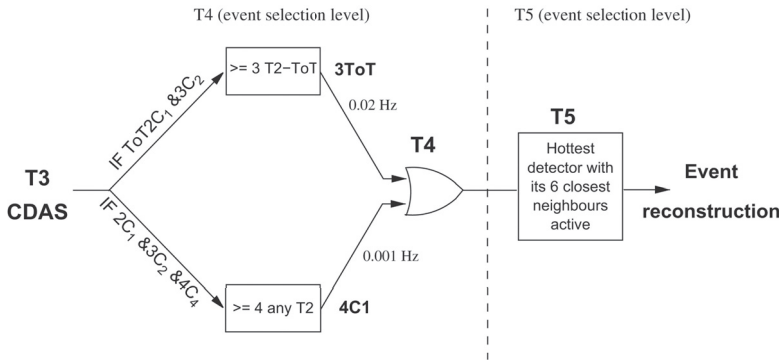 T4 (event selection level)
T5 (event selection level)
>= 3 T2−ToT
3ToT
IF ToT2C1 &3C2
0.02 Hz
T3
CDAS
T4
T5
Hottest
detector with
its 6 closest
neighbours
active
Event
reconstruction
IF 2C1 &3C2 &4C4
0.001 Hz
>= 4 any T2
4C1